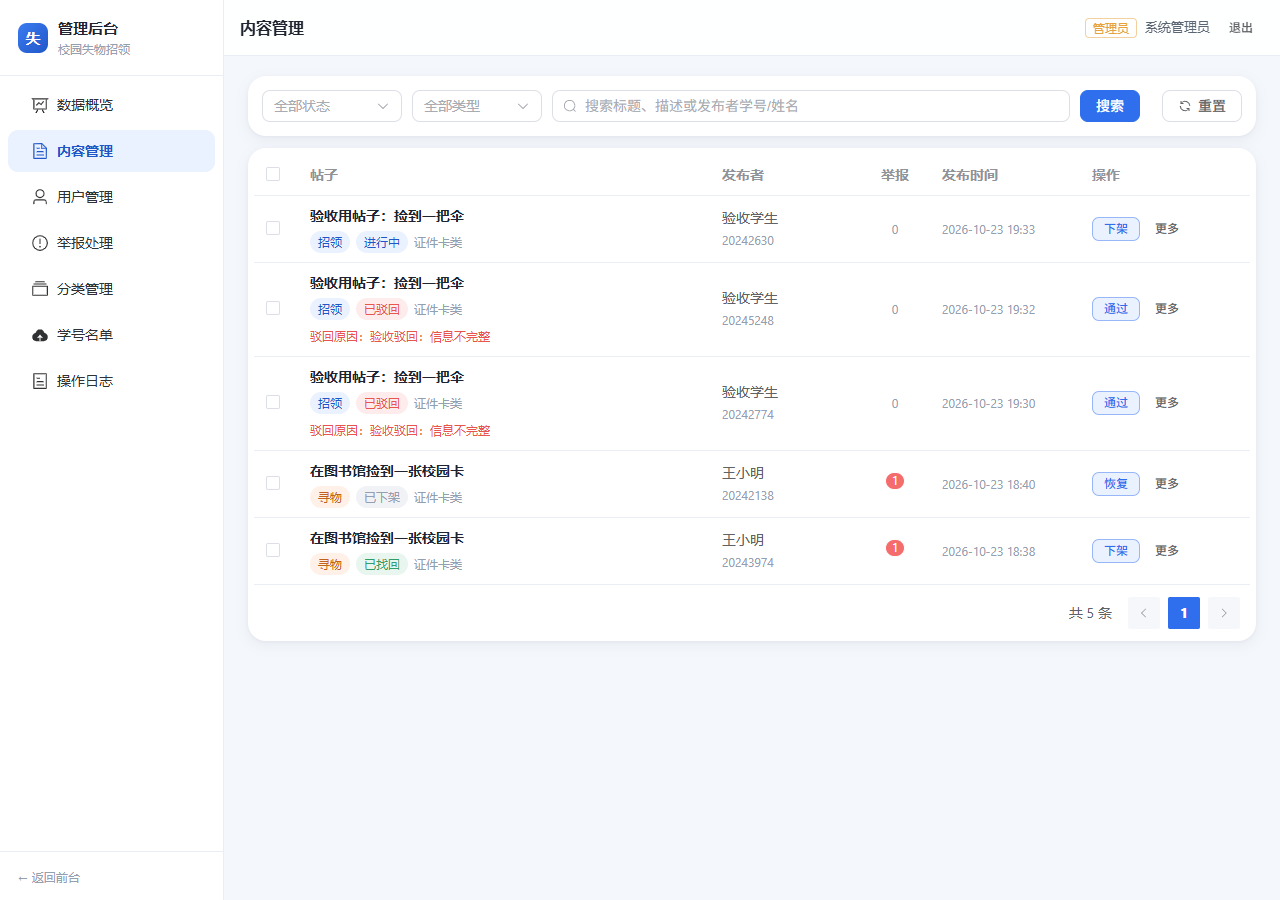 失
管理后台
校园失物招领
数据概览
内容管理
用户管理
举报处理
分类管理
学号名单
操作日志
← 返回前台
内容管理
管理员 系统管理员 退出
全部状态 全部类型 搜索标题、描述或发布者学号/姓名 搜索 重置
帖子 发布者 举报 发布时间 操作
验收用帖子：捡到一把伞
招领 进行中 证件卡类
验收学生
20242630
0 2026-10-23 19:33 下架 更多
验收用帖子：捡到一把伞
招领 已驳回 证件卡类
驳回原因：验收驳回：信息不完整
验收学生
20245248
0 2026-10-23 19:32 通过 更多
验收用帖子：捡到一把伞
招领 已驳回 证件卡类
驳回原因：验收驳回：信息不完整
验收学生
20242774
0 2026-10-23 19:30 通过 更多
在图书馆捡到一张校园卡
寻物 已下架 证件卡类
王小明
20242138
1 2026-10-23 18:40 恢复 更多
在图书馆捡到一张校园卡
寻物 已找回 证件卡类
王小明
20243974
1 2026-10-23 18:38 下架 更多
共 5 条 1